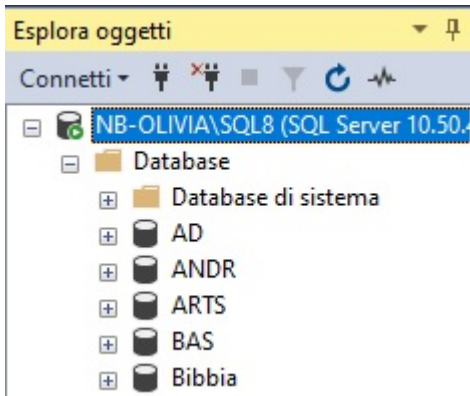 Esplora oggetti
Connetti
NB-OLIVIA\SQL8 (SQL Server 10.50.4
Database
Database di sistema
AD
ANDR
ARTS
BAS
Bibbia